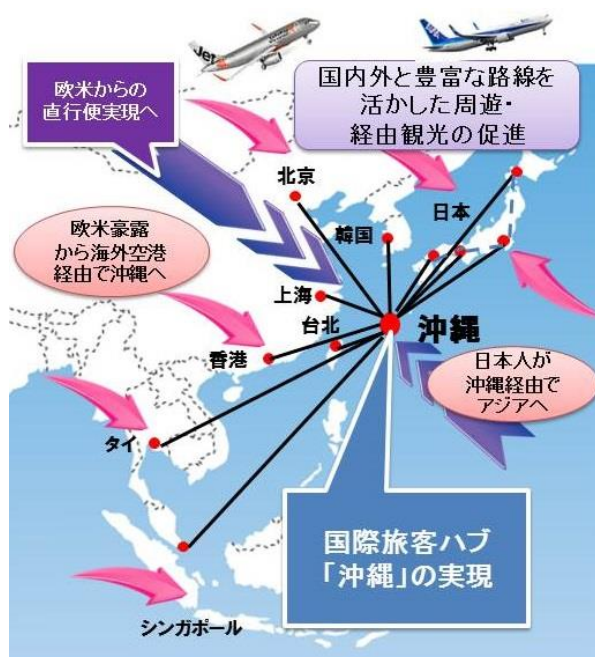 Jet
ANA
欧米からの
直行便実現へ
国内外と豊富な路線を
活かした周遊・
経由観光の促進
北京
日本
韓国
欧米豪露
から海外空港
経由で沖縄へ
上海
台北
沖縄
香港
日本人が
沖縄経由で
アジアへ
タイ
国際旅客ハブ
「沖縄」の実現
シンガポール